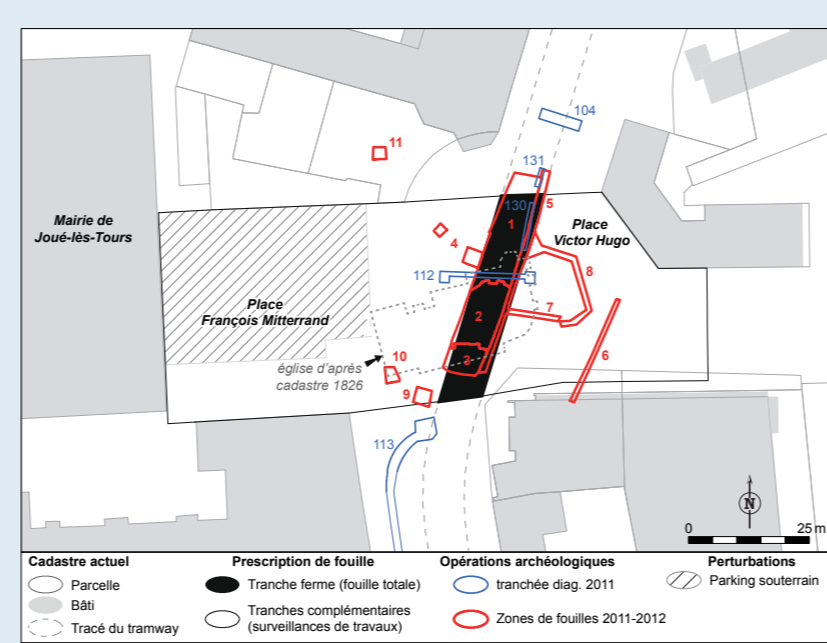 104
11
131
130
5
Mairie de
Joué-lès-Tours
1
Place
Victor Hugo
4
8
112
7
Place
François Mitterrand
2
6
3
10
église d'après
cadastre 1826
9
113
N
0 25 m
Cadastre actuel
Parcelle
Bâti
Tracé du tramway
Prescription de fouille
Tranche ferme (fouille totale)
Tranches complémentaires
(surveillances de travaux)
Opérations archéologiques
tranchée diag. 2011
Zones de fouilles 2011-2012
Perturbations
Parking souterrain